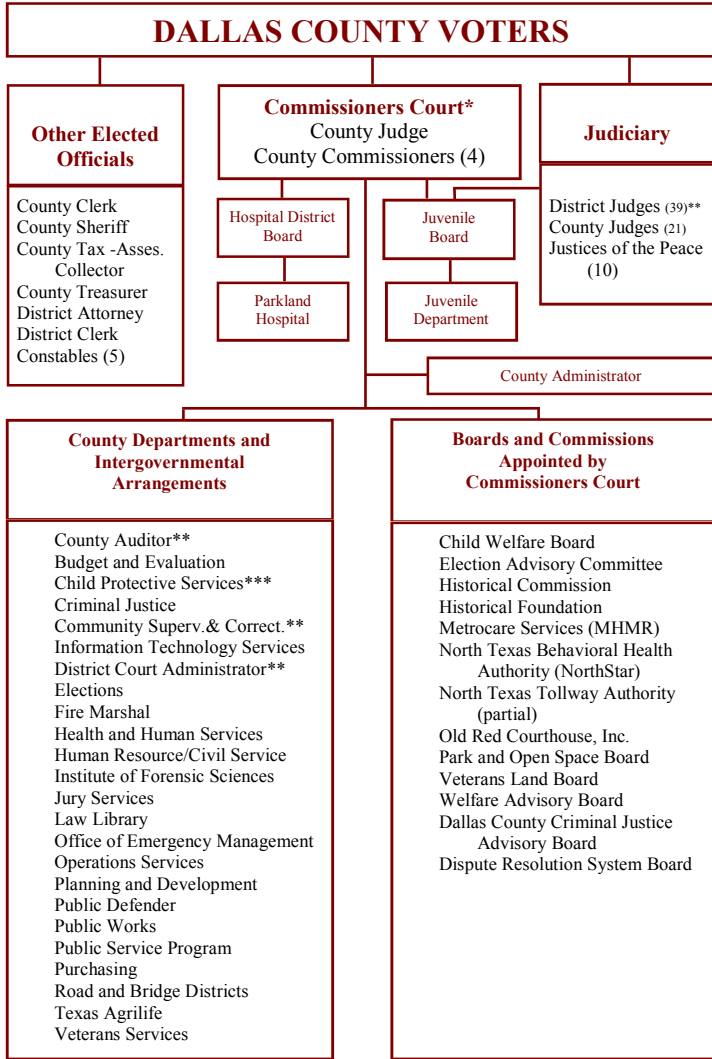 DALLAS COUNTY VOTERS
Other Elected
Officials
County Clerk
County Sheriff
County Tax -Asses.
Collector
County Treasurer
District Attorney
District Clerk
Constables (5)
Commissioners Court*
County Judge
County Commissioners (4)
Judiciary
District Judges (39)**
County Judges (21)
Justices of the Peace
(10)
Hospital District
Board
Parkland
Hospital
Juvenile
Board
Juvenile
Department
County Administrator
County Departments and
Intergovernmental
Arrangements
County Auditor**
Budget and Evaluation
Child Protective Services***
Criminal Justice
Community Superv.& Correct.**
Information Technology Services
District Court Administrator**
Elections
Fire Marshal
Health and Human Services
Human Resource/Civil Service
Institute of Forensic Sciences
Jury Services
Law Library
Office of Emergency Management
Operations Services
Planning and Development
Public Defender
Public Works
Public Service Program
Purchasing
Road and Bridge Districts
Texas Agrilife
Veterans Services
Boards and Commissions
Appointed by
Commissioners Court
Child Welfare Board
Election Advisory Committee
Historical Commission
Historical Foundation
Metrocare Services (MHMR)
North Texas Behavioral Health
Authority (NorthStar)
North Texas Tollway Authority
(partial)
Old Red Courthouse, Inc.
Park and Open Space Board
Veterans Land Board
Welfare Advisory Board
Dallas County Criminal Justice
Advisory Board
Dispute Resolution System Board